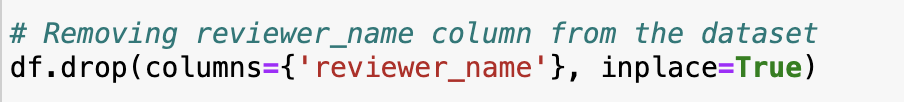 # Removing reviewer_name column from the dataset
df.drop(columns={'reviewer_name'}, inplace=True)